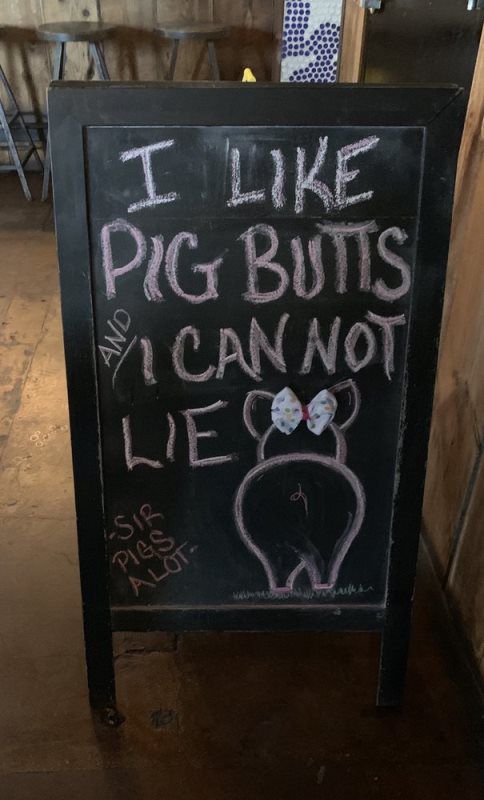 I LIKE
PIG BUTTS
AND I CAN NOT
LIE
-SIR
PIGS
ALOT-